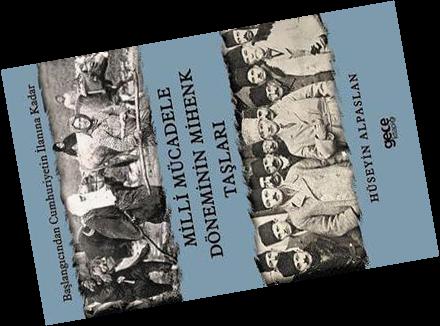 Başlangıcından Cumhuriyetin İlanına Kadar
MİLLİ MÜCADELE
DÖNEMİNİN MİHENK
TAŞLARI
HÜSEYİN ALPASLAN
gece